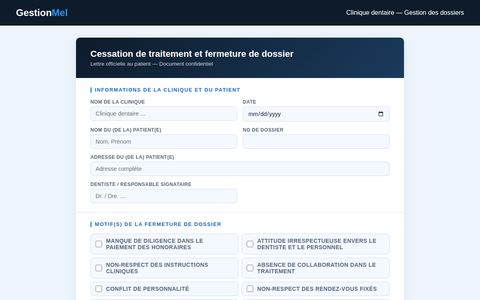 GestionMel
Clinique dentaire — Gestion des dossiers
Cessation de traitement et fermeture de dossier
Lettre officielle au patient — Document confidentiel
INFORMATIONS DE LA CLINIQUE ET DU PATIENT
NOM DE LA CLINIQUE
DATE
Clinique dentaire ...
mm/dd/yyyy
NOM DU (DE LA) PATIENT(E)
NO DE DOSSIER
Nom, Prénom
ADRESSE DU (DE LA) PATIENT(E)
Adresse complète
DENTISTE / RESPONSABLE SIGNATAIRE
Dr. / Dre. ...
MOTIF(S) DE LA FERMETURE DE DOSSIER
MANQUE DE DILIGENCE DANS LE
PAIEMENT DES HONORAIRES
ATTITUDE IRRESPECTUEUSE ENVERS LE
DENTISTE ET LE PERSONNEL
NON-RESPECT DES INSTRUCTIONS
CLINIQUES
ABSENCE DE COLLABORATION DANS LE
TRAITEMENT
CONFLIT DE PERSONNALITÉ
NON-RESPECT DES RENDEZ-VOUS FIXÉS